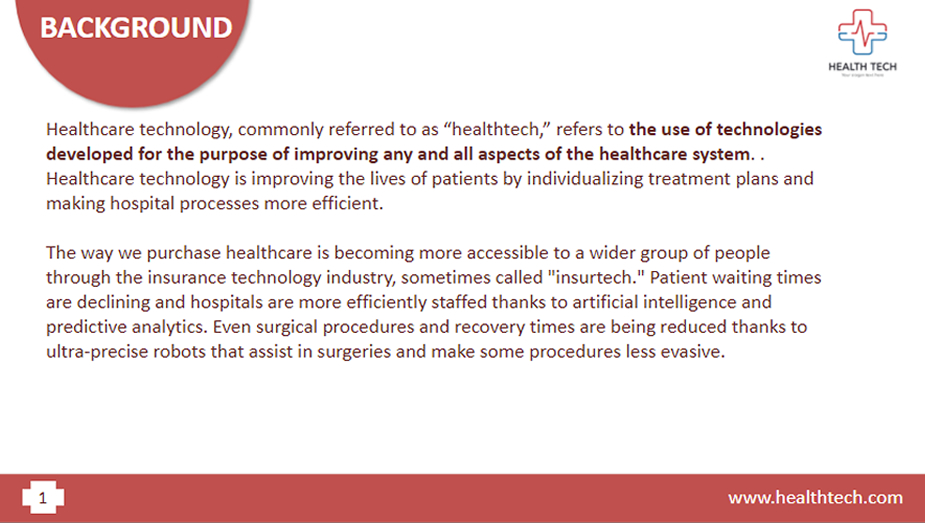 BACKGROUND
HEALTH TECH
Healthcare technology, commonly referred to as “healthtech,” refers to the use of technologies
developed for the purpose of improving any and all aspects of the healthcare system. .
Healthcare technology is improving the lives of patients by individualizing treatment plans and
making hospital processes more efficient.
The way we purchase healthcare is becoming more accessible to a wider group of people
through the insurance technology industry, sometimes called "insurtech." Patient waiting times
are declining and hospitals are more efficiently staffed thanks to artificial intelligence and
predictive analytics. Even surgical procedures and recovery times are being reduced thanks to
ultra-precise robots that assist in surgeries and make some procedures less evasive.
1
www.healthtech.com